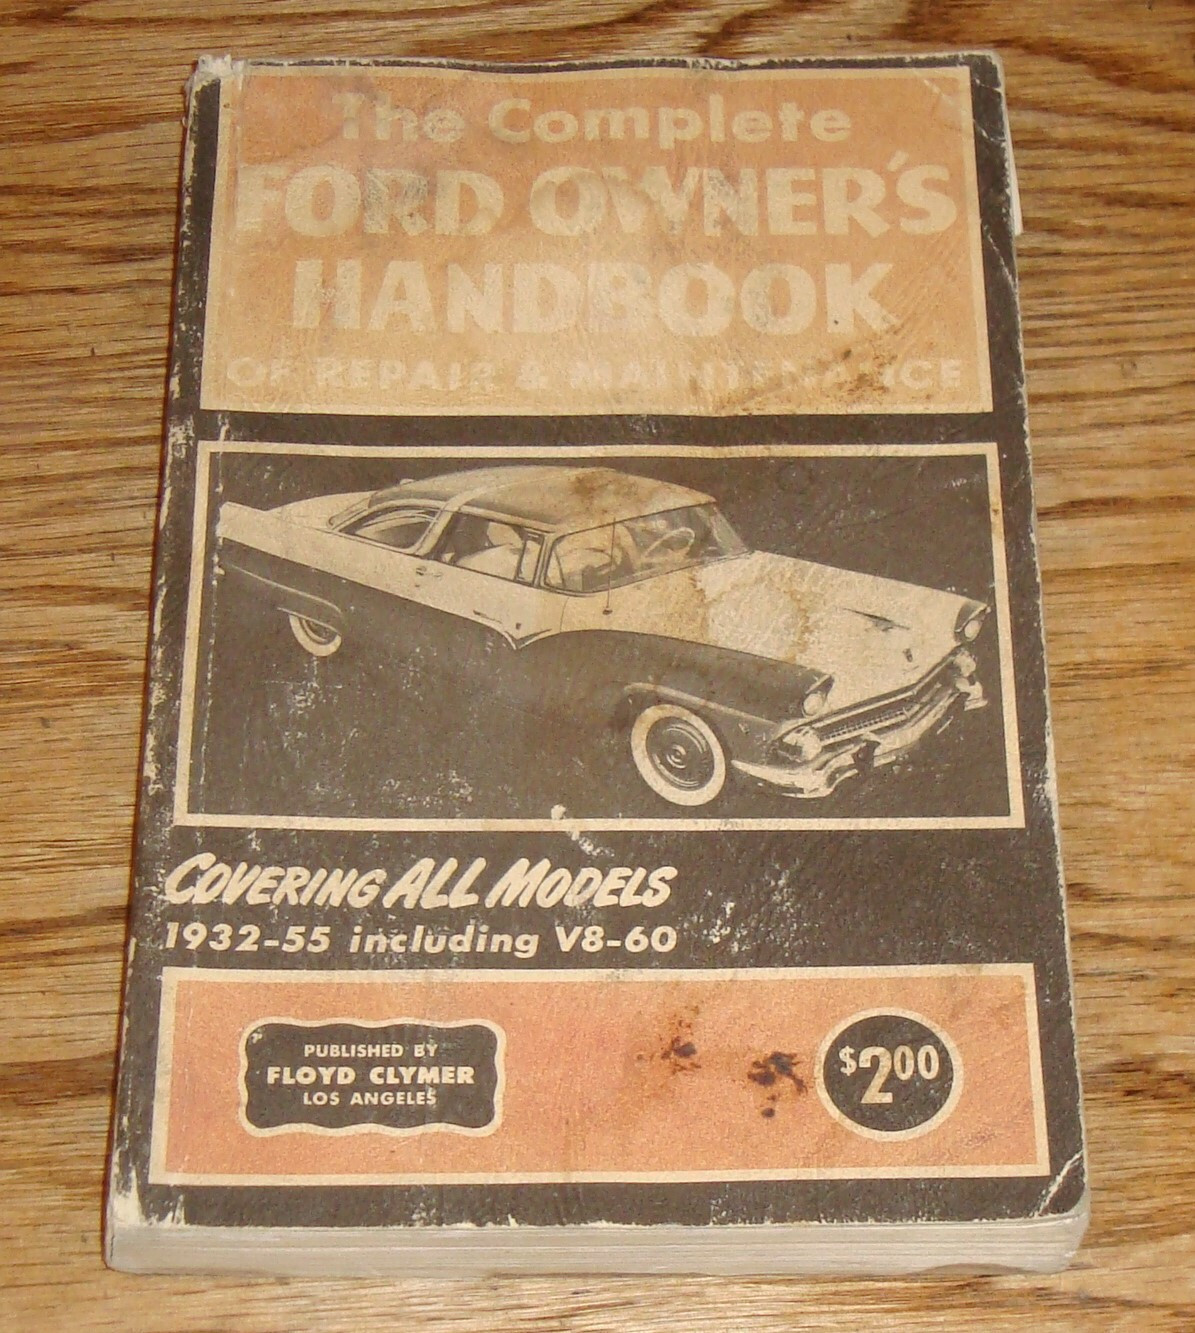 The Complete
FORD OWNER'S
HANDBOOK
OF REPAIR & MAINTENANCE
COVERING ALL MODELS
1932-55 including V8-60
PUBLISHED BY
FLOYD CLYMER
LOS ANGELES
$2.00